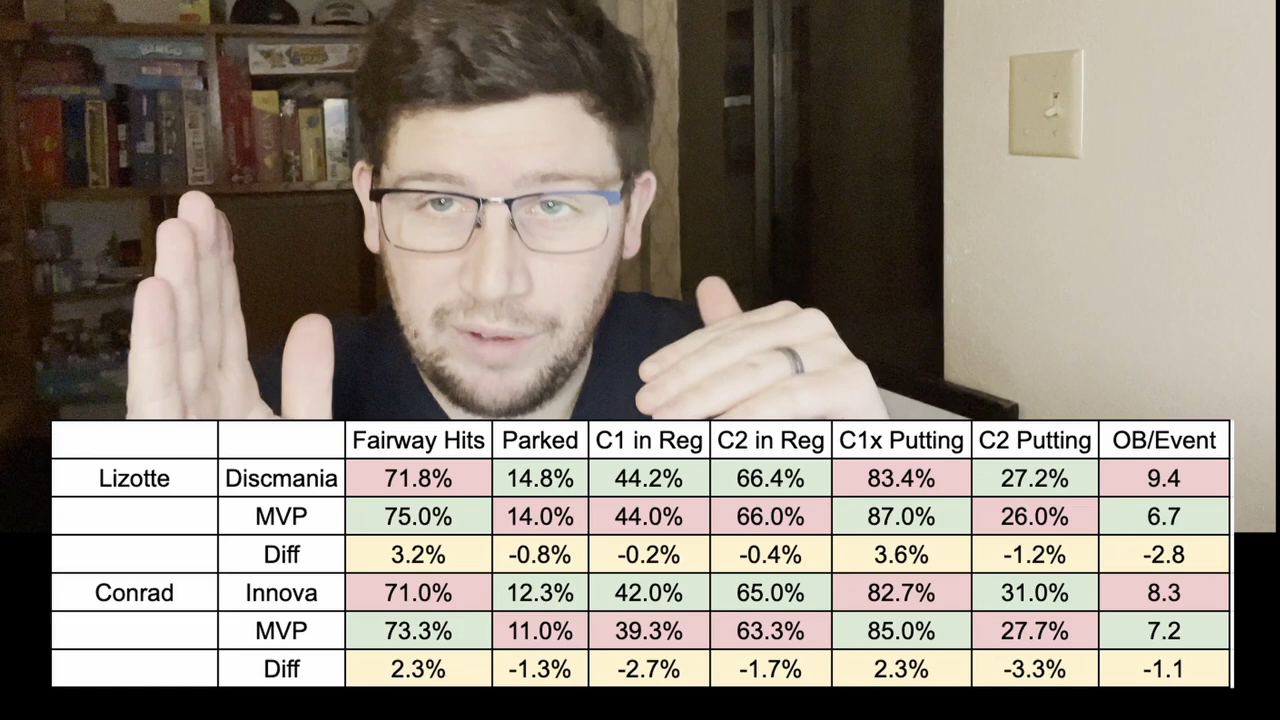 BINGO
Fairway Hits Parked C1 in Reg C2 in Reg C1x Putting C2 Putting OB/Event
Lizotte Discmania 71.8% 14.8% 44.2% 66.4% 83.4% 27.2% 9.4
MVP 75.0% 14.0% 44.0% 66.0% 87.0% 26.0% 6.7
Diff 3.2% -0.8% -0.2% -0.4% 3.6% -1.2% -2.8
Conrad Innova 71.0% 12.3% 42.0% 65.0% 82.7% 31.0% 8.3
MVP 73.3% 11.0% 39.3% 63.3% 85.0% 27.7% 7.2
Diff 2.3% -1.3% -2.7% -1.7% 2.3% -3.3% -1.1